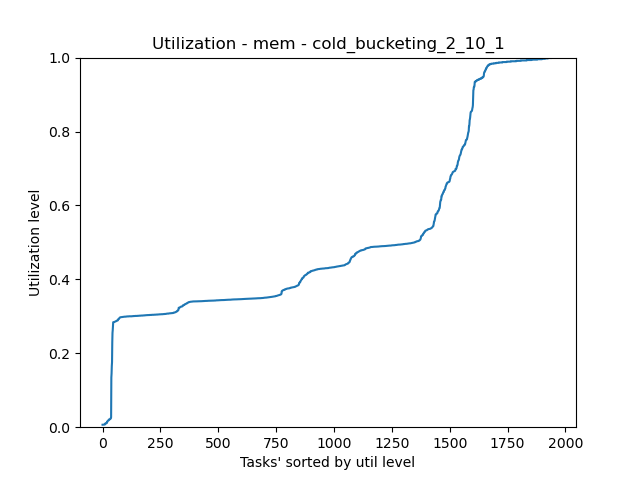 Utilization - mem - cold_bucketing_2_10_1
1.0
0.8
0.6
0.4
0.2
0.0
Utilization level
0 250 500 750 1000 1250 1500 1750 2000
Tasks' sorted by util level